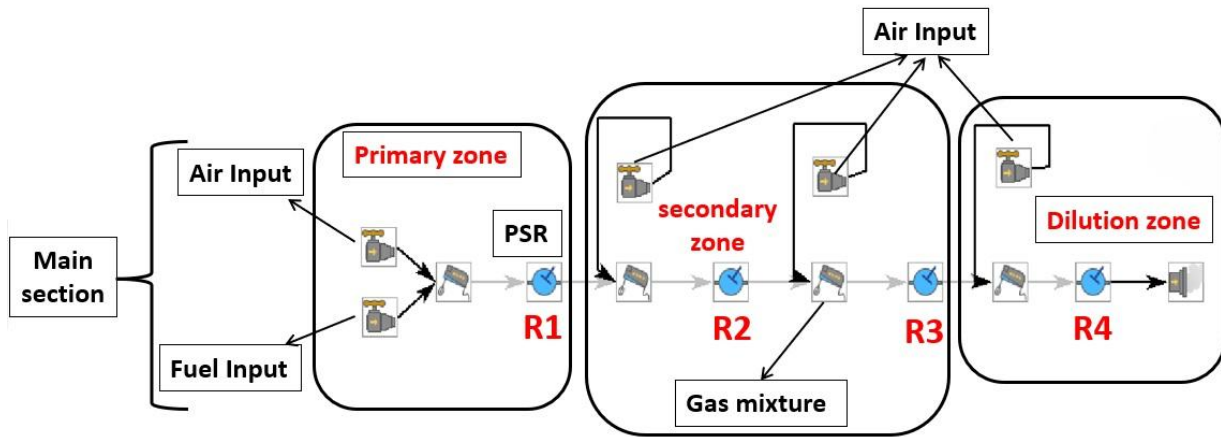 Air Input
Primary zone
Air Input
secondary
zone
PSR
Dilution zone
Main
section
R1
R2
R3
R4
Fuel Input
Gas mixture